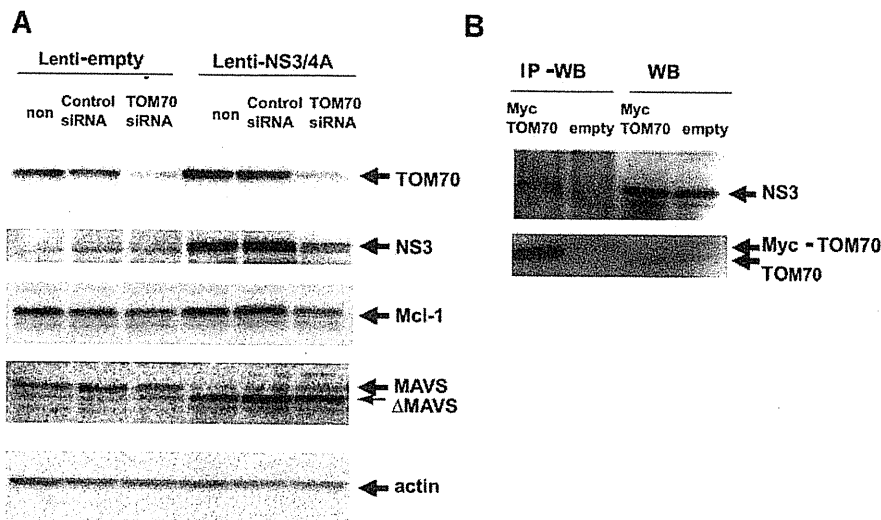 A
Lenti-empty
Lenti-NS3/4A
non
Control siRNA
TOM70 siRNA
non
Control siRNA
TOM70 siRNA
TOM70
NS3
Mcl-1
MAVS
ΔMAVS
actin
B
IP -WB
WB
Myc TOM70
empty
Myc TOM70
empty
NS3
Myc - TOM70
TOM70